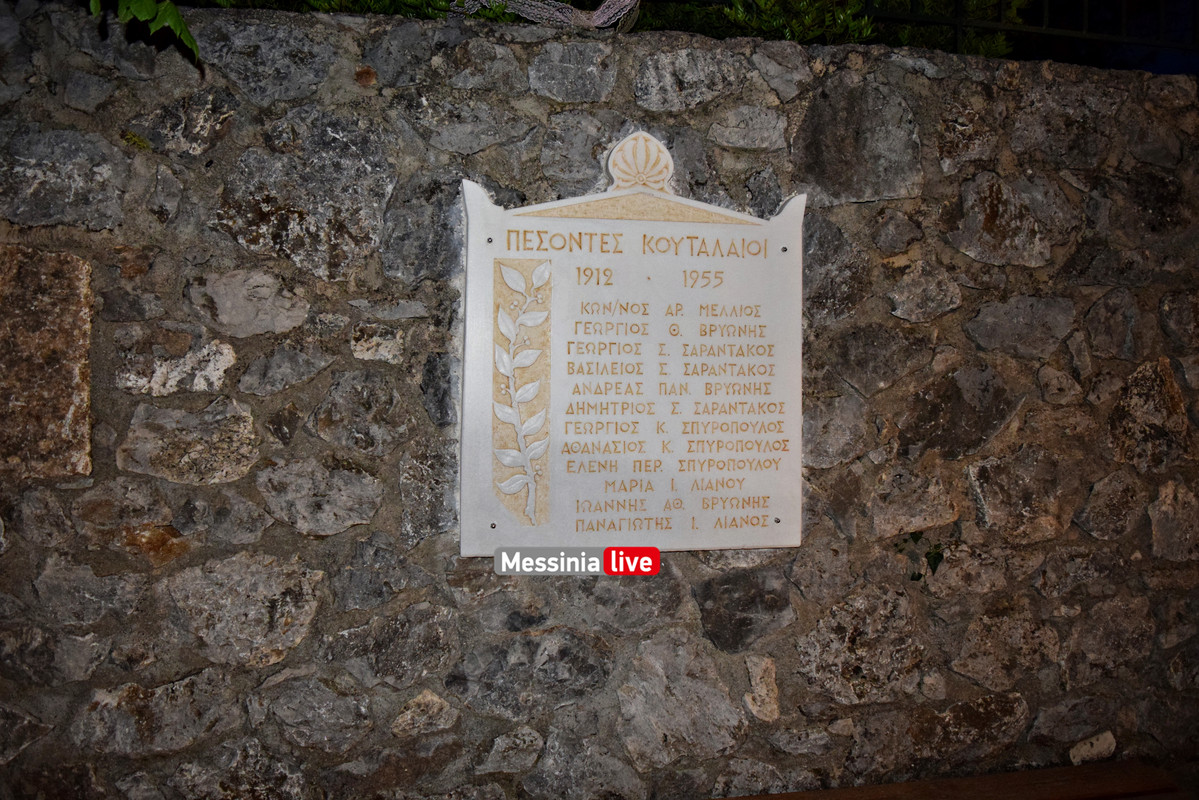 ΠΕΣΟΝΤΕΣ ΚΟΥΤΑΛΑΙΟΙ
1912 · 1955
ΚΩΝ/ΝΟΣ ΑΡ. ΜΕΛΛΙΟΣ
ΓΕΩΡΓΙΟΣ Θ. ΒΡΥΩΝΗΣ
ΓΕΩΡΓΙΟΣ Σ. ΣΑΡΑΝΤΑΚΟΣ
ΒΑΣΙΛΕΙΟΣ Σ. ΣΑΡΑΝΤΑΚΟΣ
ΑΝΔΡΕΑΣ ΠΑΝ. ΒΡΥΩΝΗΣ
ΔΗΜΗΤΡΙΟΣ Σ. ΣΑΡΑΝΤΑΚΟΣ
ΓΕΩΡΓΙΟΣ Κ. ΣΠΥΡΟΠΟΥΛΟΣ
ΑΘΑΝΑΣΙΟΣ Κ. ΣΠΥΡΟΠΟΥΛΟΣ
ΕΛΕΝΗ ΠΕΡ. ΣΠΥΡΟΠΟΥΛΟΥ
ΜΑΡΙΑ Ι. ΛΙΑΝΟΥ
ΙΩΑΝΝΗΣ ΑΘ. ΒΡΥΩΝΗΣ
ΠΑΝΑΓΙΩΤΗΣ Ι. ΛΙΑΝΟΣ
Messinia live